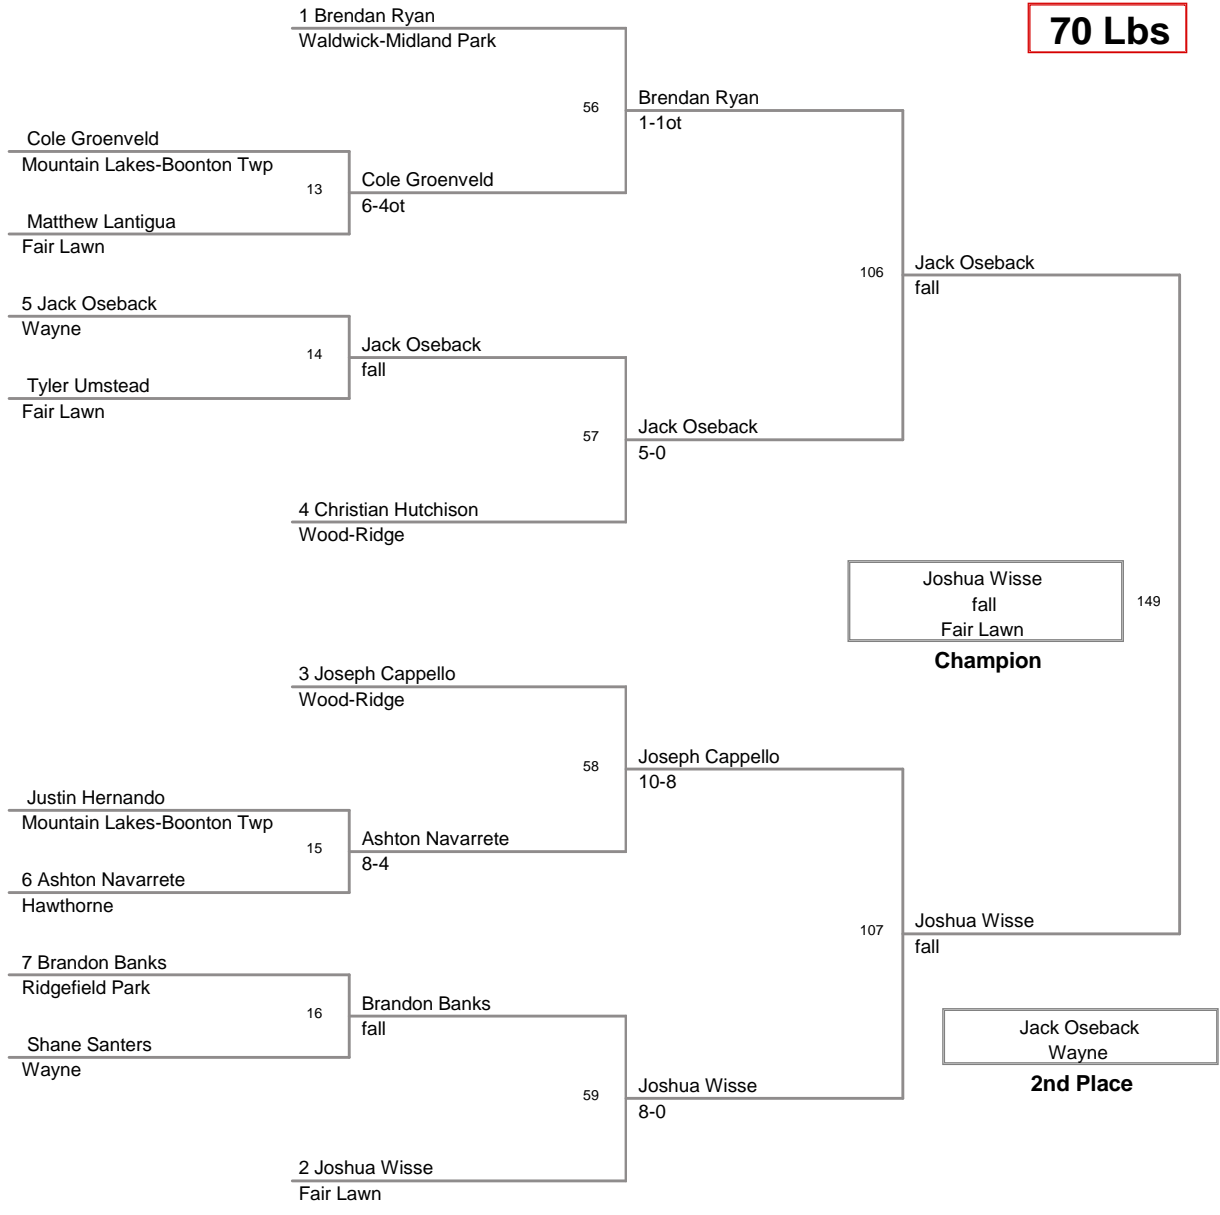 1 Brendan Ryan
Waldwick-Midland Park
70 Lbs
56
Brendan Ryan
1-1ot
Cole Groenveld
Mountain Lakes-Boonton Twp
13
Cole Groenveld
6-4ot
Matthew Lantigua
Fair Lawn
106
Jack Oseback
fall
5 Jack Oseback
Wayne
14
Jack Oseback
fall
Tyler Umstead
Fair Lawn
57
Jack Oseback
5-0
4 Christian Hutchison
Wood-Ridge
Joshua Wisse
fall
Fair Lawn
149
Champion
3 Joseph Cappello
Wood-Ridge
58
Joseph Cappello
10-8
Justin Hernando
Mountain Lakes-Boonton Twp
15
Ashton Navarrete
8-4
6 Ashton Navarrete
Hawthorne
107
Joshua Wisse
fall
7 Brandon Banks
Ridgefield Park
16
Brandon Banks
fall
Shane Santers
Wayne
Jack Oseback
Wayne
2nd Place
59
Joshua Wisse
8-0
2 Joshua Wisse
Fair Lawn